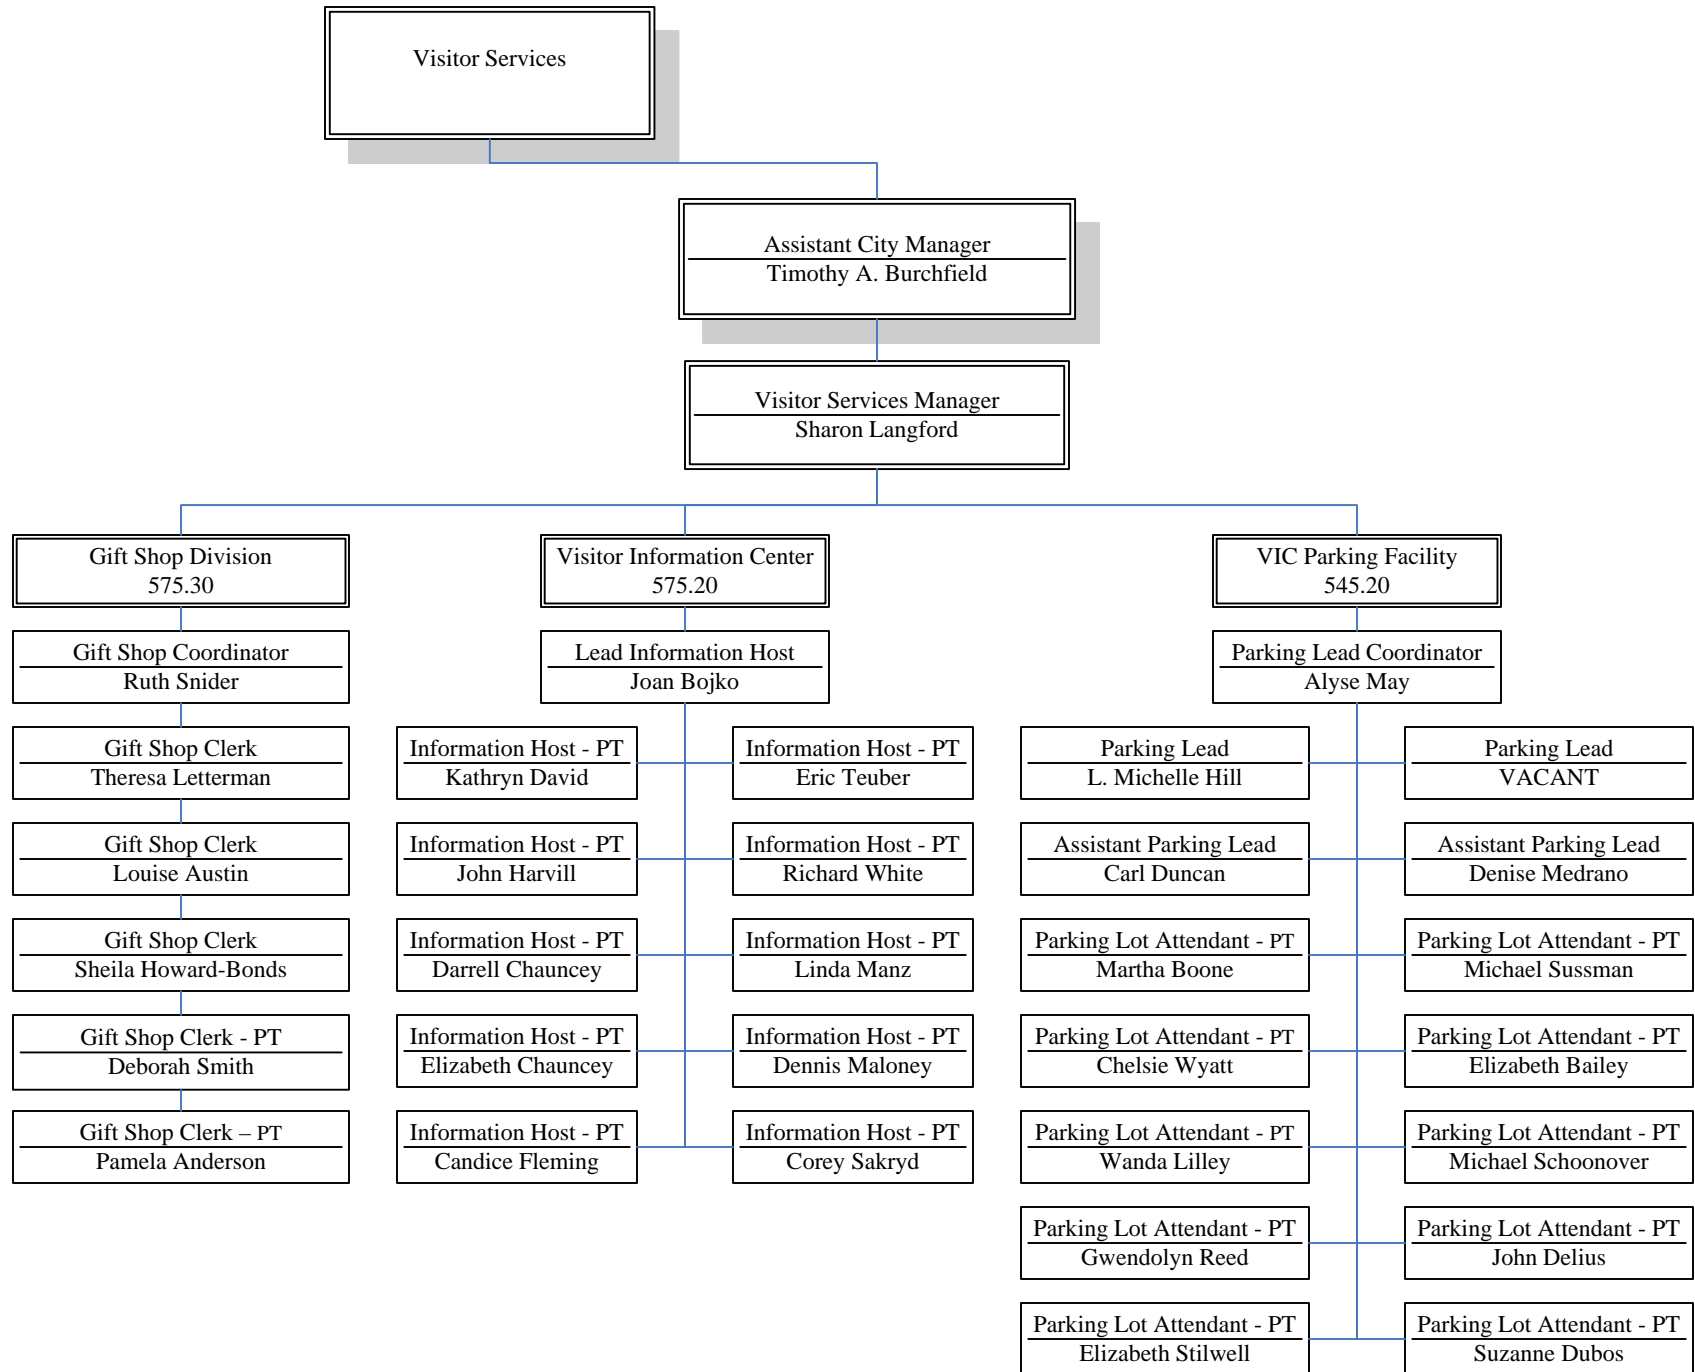 Visitor Services
Assistant City Manager
Timothy A. Burchfield
Visitor Services Manager
Sharon Langford
Gift Shop Division
575.30
Gift Shop Coordinator
Ruth Snider
Gift Shop Clerk
Theresa Letterman
Gift Shop Clerk
Louise Austin
Gift Shop Clerk
Sheila Howard-Bonds
Gift Shop Clerk - PT
Deborah Smith
Gift Shop Clerk – PT
Pamela Anderson
Visitor Information Center
575.20
Lead Information Host
Joan Bojko
Information Host - PT
Kathryn David
Information Host - PT
Eric Teuber
Information Host - PT
John Harvill
Information Host - PT
Richard White
Information Host - PT
Darrell Chauncey
Information Host - PT
Linda Manz
Information Host - PT
Elizabeth Chauncey
Information Host - PT
Dennis Maloney
Information Host - PT
Candice Fleming
Information Host - PT
Corey Sakryd
VIC Parking Facility
545.20
Parking Lead Coordinator
Alyse May
Parking Lead
L. Michelle Hill
Parking Lead
VACANT
Assistant Parking Lead
Carl Duncan
Assistant Parking Lead
Denise Medrano
Parking Lot Attendant - PT
Martha Boone
Parking Lot Attendant - PT
Michael Sussman
Parking Lot Attendant - PT
Chelsie Wyatt
Parking Lot Attendant - PT
Elizabeth Bailey
Parking Lot Attendant - PT
Wanda Lilley
Parking Lot Attendant - PT
Michael Schoonover
Parking Lot Attendant - PT
Gwendolyn Reed
Parking Lot Attendant - PT
John Delius
Parking Lot Attendant - PT
Elizabeth Stilwell
Parking Lot Attendant - PT
Suzanne Dubos